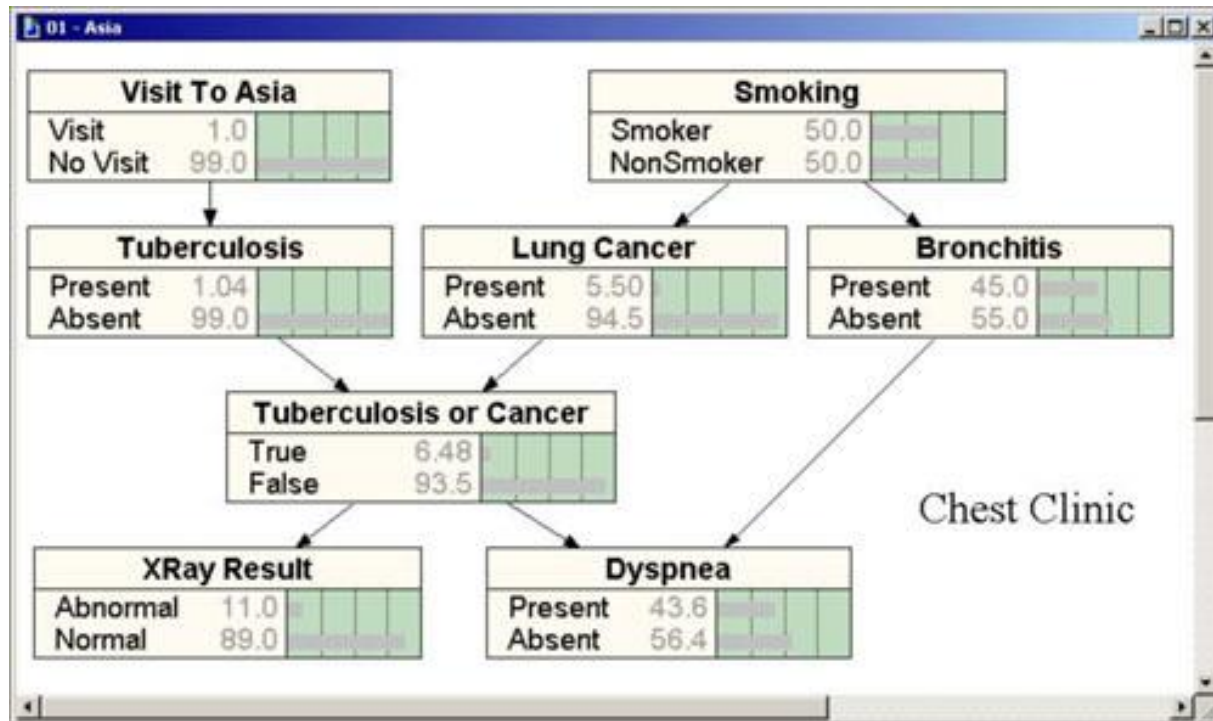 01 - Asia
Visit To Asia
Visit 1.0
No Visit 99.0
Smoking
Smoker 50.0
NonSmoker 50.0
Tuberculosis
Present 1.04
Absent 99.0
Lung Cancer
Present 5.50
Absent 94.5
Bronchitis
Present 45.0
Absent 55.0
Tuberculosis or Cancer
True 6.48
False 93.5
Chest Clinic
XRay Result
Abnormal 11.0
Normal 89.0
Dyspnea
Present 43.6
Absent 56.4